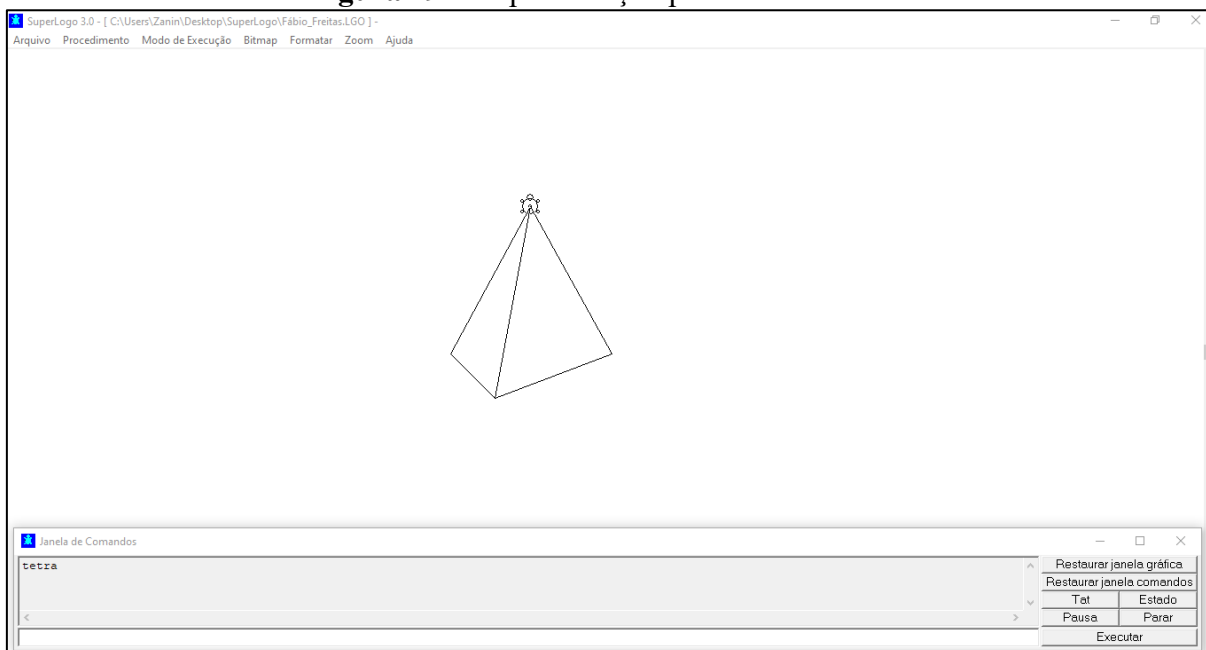 SuperLogo 3.0 - [ C:\Users\Zanin\Desktop\SuperLogo\Fábio_Freitas.LGO ] -
Arquivo Procedimento Modo de Execução Bitmap Formatar Zoom Ajuda
Janela de Comandos
tetra
Restaurar janela gráfica
Restaurar janela comandos
Tat Estado
Pausa Parar
Executar